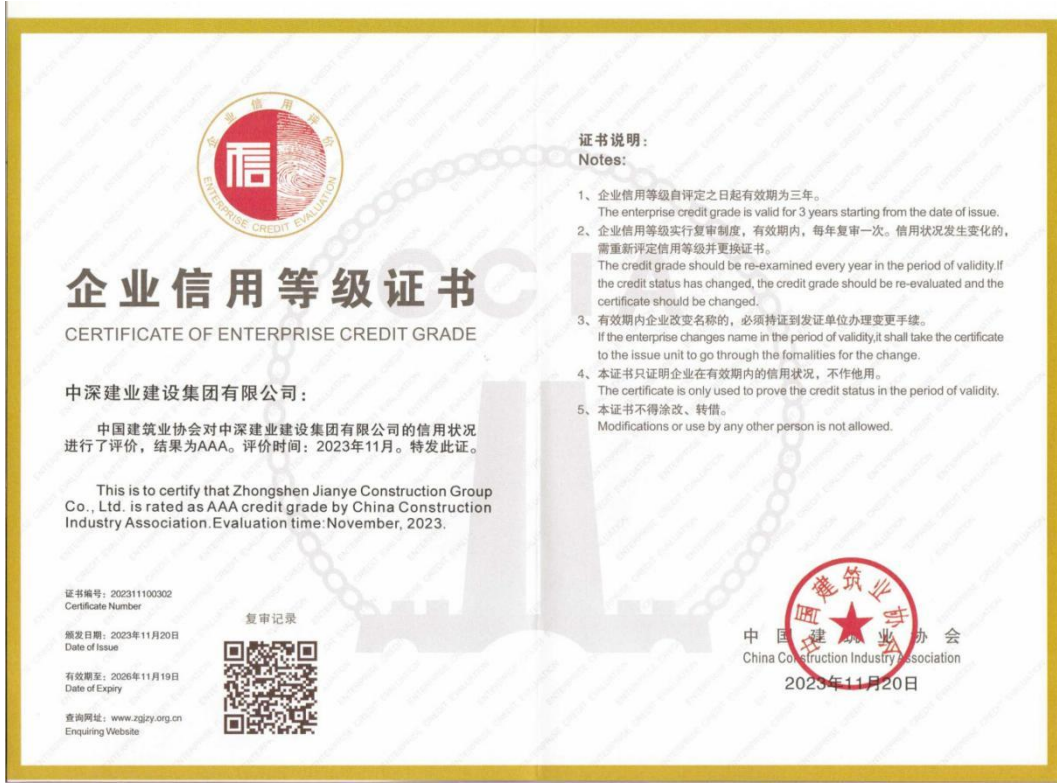 企业信用评价
信
ENTERPRISE CREDIT EVALUATION
企业信用等级证书
CERTIFICATE OF ENTERPRISE CREDIT GRADE
中深建业建设集团有限公司：
中国建筑业协会对中深建业建设集团有限公司的信用状况
进行了评价，结果为AAA。评价时间：2023年11月。特发此证。
This is to certify that Zhongshen Jianye Construction Group
Co., Ltd. is rated as AAA credit grade by China Construction
Industry Association.Evaluation time:November, 2023.
证书编号：202311100302
Certificate Number
颁发日期：2023年11月20日
Date of Issue
有效期至：2026年11月19日
Date of Expiry
查询网址：www.zgjzy.org.cn
Enquiring Website
复审记录
证书说明：
Notes:
1、企业信用等级自评定之日起有效期为三年。
The enterprise credit grade is valid for 3 years starting from the date of issue.
2、企业信用等级实行复审制度，有效期内，每年复审一次。信用状况发生变化的，
需重新评定信用等级并更换证书。
The credit grade should be re-examined every year in the period of validity.If
the credit status has changed, the credit grade should be re-evaluated and the
certificate should be changed.
3、有效期内企业改变名称的，必须持证到发证单位办理变更手续。
If the enterprise changes name in the period of validity,it shall take the certificate
to the issue unit to go through the fomalities for the change.
4、本证书只证明企业在有效期内的信用状况，不作他用。
The certificate is only used to prove the credit status in the period of validity.
5、本证书不得涂改、转借。
Modifications or use by any other person is not allowed.
CCIA
中国建筑业协会
中国建筑业协会
China Construction Industry Association
2023年11月20日